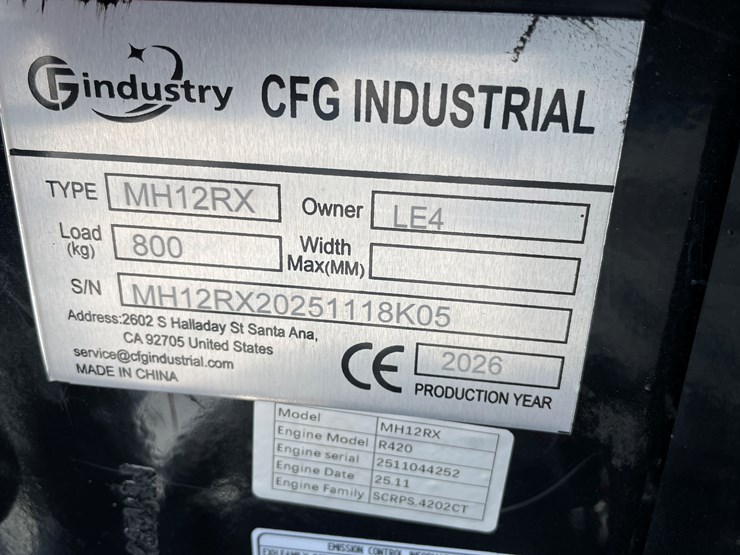 CFG industry CFG INDUSTRIAL
TYPE MH12RX Owner LE4
Load (kg) 800 Width Max(MM)
S/N MH12RX20251118K05
Address:2602 S Halladay St Santa Ana,
CA 92705 United States
service@cfgindustrial.com
MADE IN CHINA
CE 2026
PRODUCTION YEAR
Model MH12RX
Engine Model R420
Engine serial 2511044252
Engine Date 25.11
Engine Family SCRPS.4202CT
EMISSION CONTROL